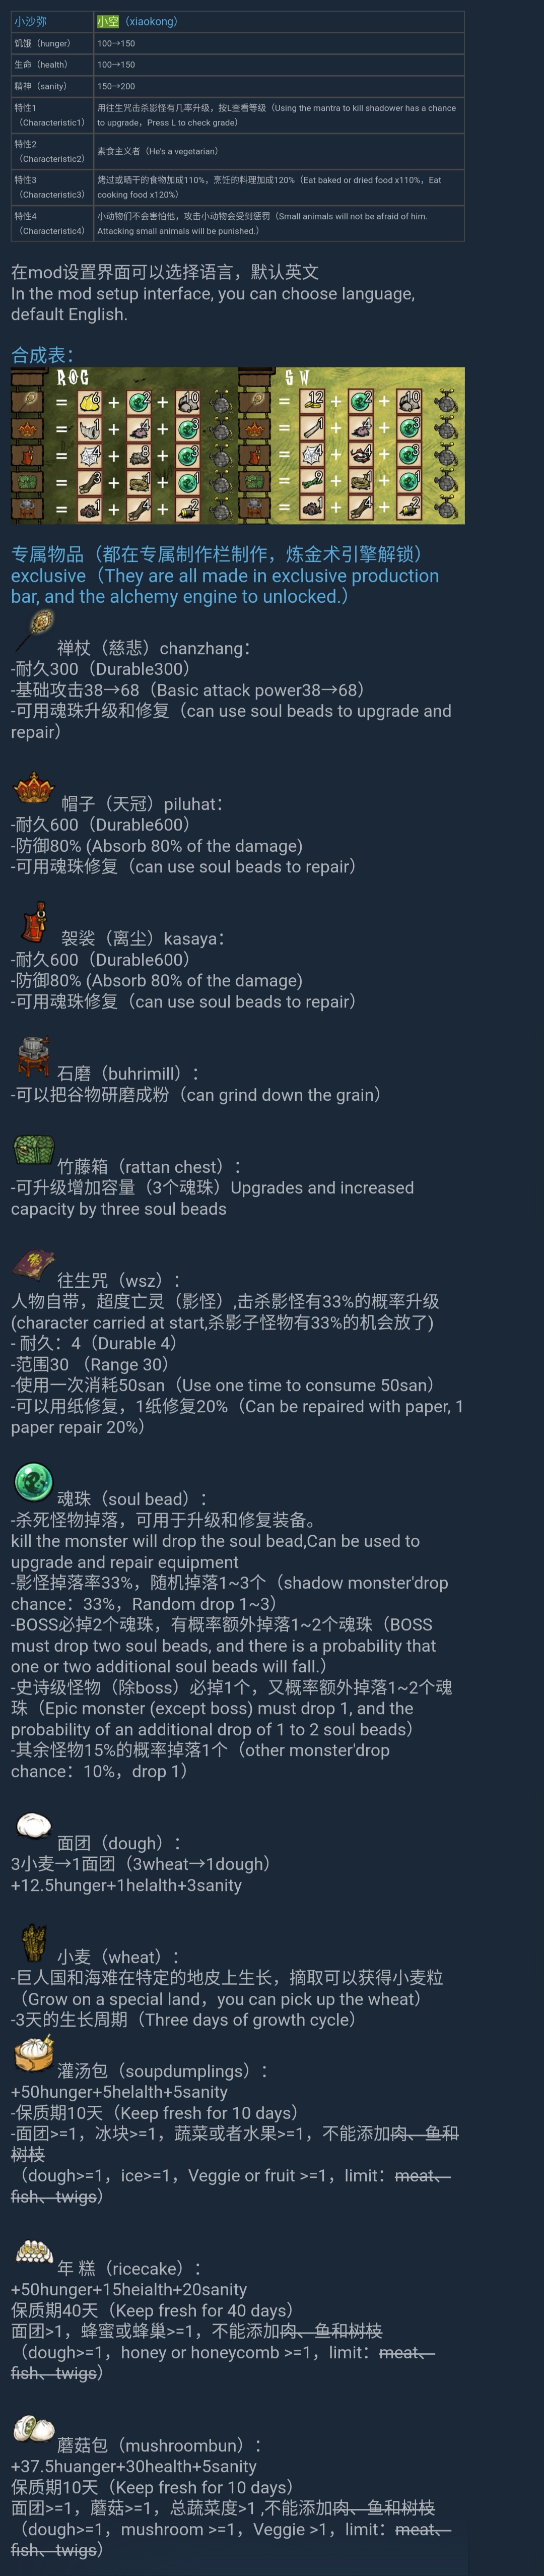 小沙弥 小空（xiaokong）
饥饿（hunger） 100→150
生命（health） 100→150
精神（sanity） 150→200
特性1（Characteristic1） 用往生咒击杀影怪有几率升级，按L查看等级（Using the mantra to kill shadower has a chance
to upgrade，Press L to check grade）
特性2（Characteristic2） 素食主义者（He's a vegetarian）
特性3（Characteristic3） 烤过或晒干的食物加成110%，烹饪的料理加成120%（Eat baked or dried food x110%，Eat
cooking food x120%）
特性4（Characteristic4） 小动物们不会害怕他，攻击小动物会受到惩罚（Small animals will not be afraid of him.
Attacking small animals will be punished.）
在mod设置界面可以选择语言，默认英文
In the mod setup interface, you can choose language,
default English.
合成表：
ROG SW
= 6 + 2 + 10 = 12 + 2 + 10
= 1 + 4 + 3 = 1 + 4 + 3
= 4 + 8 + 3 = 4 + 2 + 3
= 3 + 1 + 1 = 9 + 1 + 1
= 1 + 4 + 2 = 1 + 4 + 2
专属物品（都在专属制作栏制作，炼金术引擎解锁）
exclusive（They are all made in exclusive production
bar, and the alchemy engine to unlocked.）
禅杖（慈悲）chanzhang：
-耐久300（Durable300）
-基础攻击38→68（Basic attack power38→68）
-可用魂珠升级和修复（can use soul beads to upgrade and
repair）
帽子（天冠）piluhat：
-耐久600（Durable600）
-防御80% (Absorb 80% of the damage)
-可用魂珠修复（can use soul beads to repair）
袈裟（离尘）kasaya：
-耐久600（Durable600）
-防御80% (Absorb 80% of the damage)
-可用魂珠修复（can use soul beads to repair）
石磨（buhrimill）：
-可以把谷物研磨成粉（can grind down the grain）
竹藤箱（rattan chest）：
-可升级增加容量（3个魂珠）Upgrades and increased
capacity by three soul beads
往生咒（wsz）：
人物自带，超度亡灵（影怪）,击杀影怪有33%的概率升级
(character carried at start,杀影子怪物有33%的机会放了)
- 耐久：4（Durable 4）
-范围30 （Range 30）
-使用一次消耗50san（Use one time to consume 50san）
-可以用纸修复，1纸修复20%（Can be repaired with paper, 1
paper repair 20%）
魂珠（soul bead）：
-杀死怪物掉落，可用于升级和修复装备。
kill the monster will drop the soul bead,Can be used to
upgrade and repair equipment
-影怪掉落率33%，随机掉落1~3个（shadow monster'drop
chance：33%，Random drop 1~3）
-BOSS必掉2个魂珠，有概率额外掉落1~2个魂珠（BOSS
must drop two soul beads, and there is a probability that
one or two additional soul beads will fall.）
-史诗级怪物（除boss）必掉1个，又概率额外掉落1~2个魂
珠（Epic monster (except boss) must drop 1, and the
probability of an additional drop of 1 to 2 soul beads）
-其余怪物15%的概率掉落1个（other monster'drop
chance：10%，drop 1）
面团（dough）：
3小麦→1面团（3wheat→1dough）
+12.5hunger+1helalth+3sanity
小麦（wheat）：
-巨人国和海难在特定的地皮上生长，摘取可以获得小麦粒
（Grow on a special land，you can pick up the wheat）
-3天的生长周期（Three days of growth cycle）
灌汤包（soupdumplings）：
+50hunger+5helalth+5sanity
-保质期10天（Keep fresh for 10 days）
-面团>=1，冰块>=1，蔬菜或者水果>=1，不能添加肉、鱼和
树枝
（dough>=1，ice>=1，Veggie or fruit >=1，limit：meat、
fish、twigs）
年 糕（ricecake）：
+50hunger+15heialth+20sanity
保质期40天（Keep fresh for 40 days）
面团>1，蜂蜜或蜂巢>=1，不能添加肉、鱼和树枝
（dough>=1，honey or honeycomb >=1，limit：meat、
fish、twigs）
蘑菇包（mushroombun）：
+37.5huanger+30health+5sanity
保质期10天（Keep fresh for 10 days）
面团>=1，蘑菇>=1，总蔬菜度>1 ,不能添加肉、鱼和树枝
（dough>=1，mushroom >=1，Veggie >1，limit：meat、
fish、twigs）